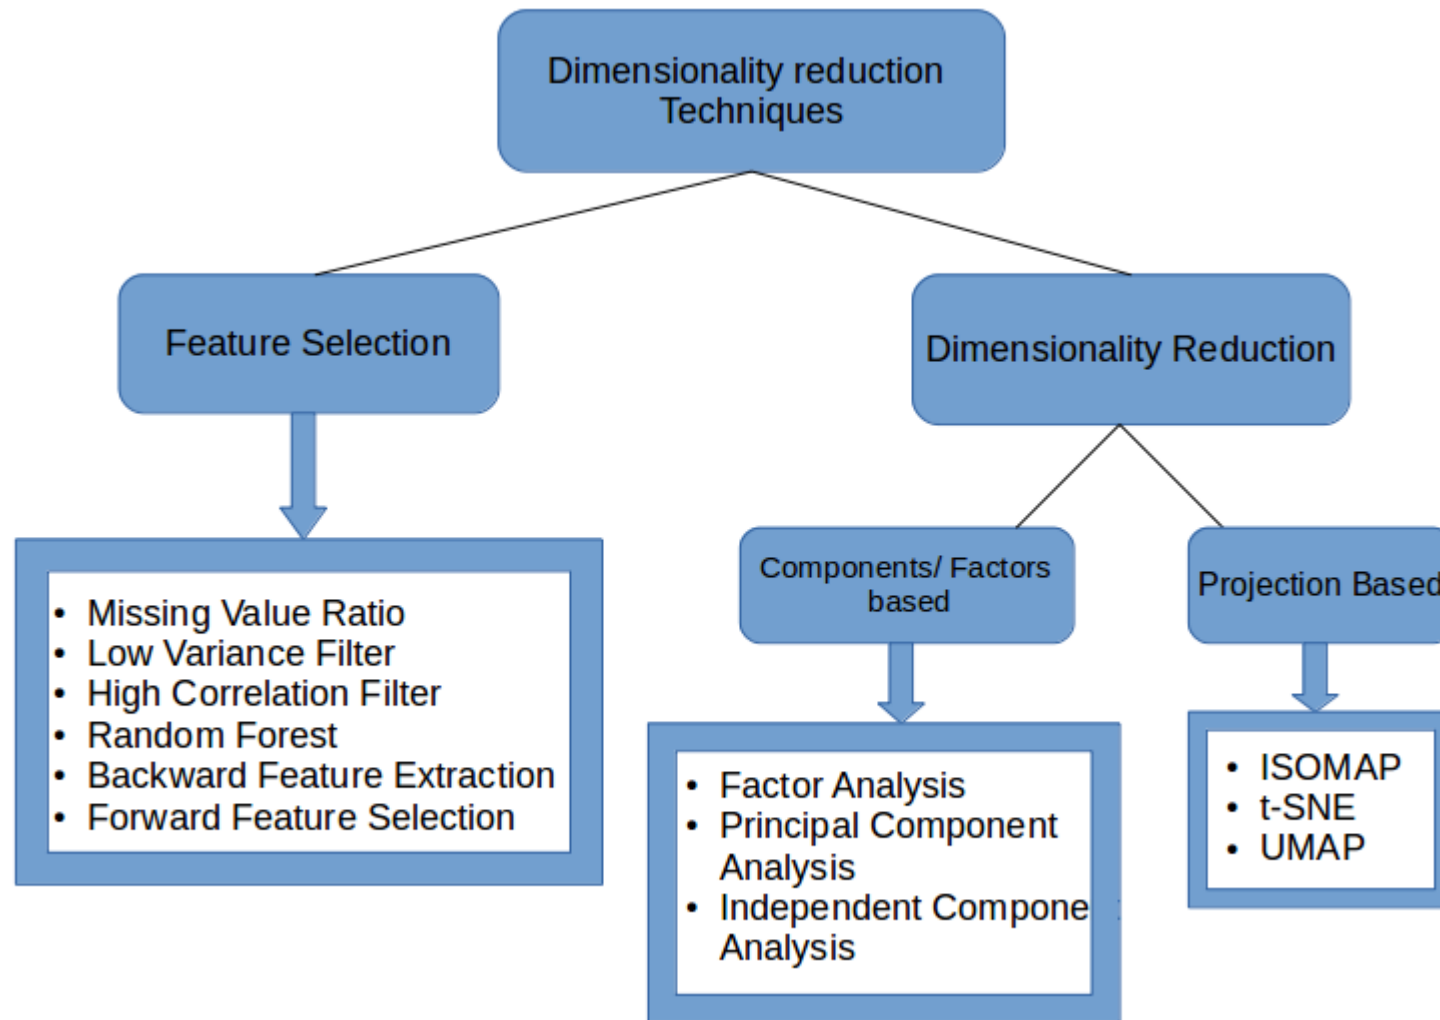 Dimensionality reduction
Techniques
Feature Selection
Dimensionality Reduction
• Missing Value Ratio
• Low Variance Filter
• High Correlation Filter
• Random Forest
• Backward Feature Extraction
• Forward Feature Selection
Components/ Factors
based
• Factor Analysis
• Principal Component
Analysis
• Independent Compone
Analysis
Projection Based
• ISOMAP
• t-SNE
• UMAP